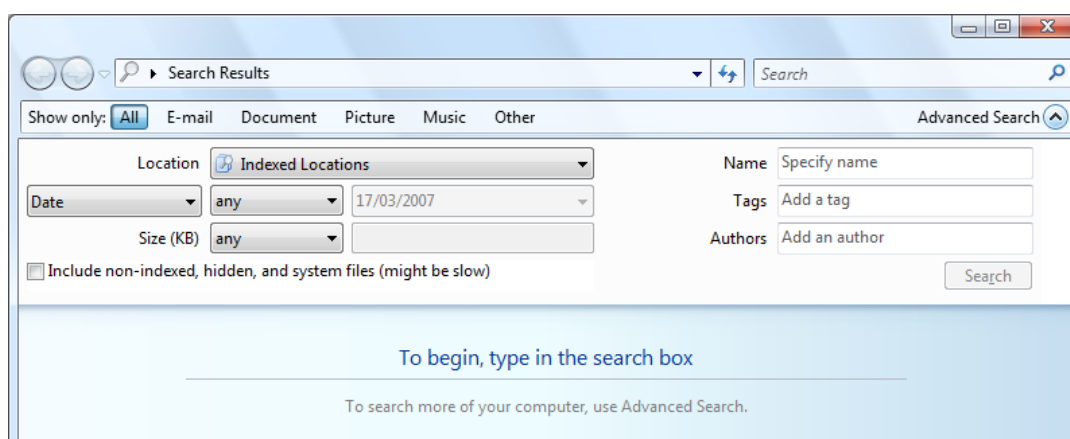 Search Results Search
Show only: All E-mail Document Picture Music Other Advanced Search
Location Indexed Locations Name Specify name
Date any 17/03/2007 Tags Add a tag
Size (KB) any Authors Add an author
Include non-indexed, hidden, and system files (might be slow) Search
To begin, type in the search box
To search more of your computer, use Advanced Search.